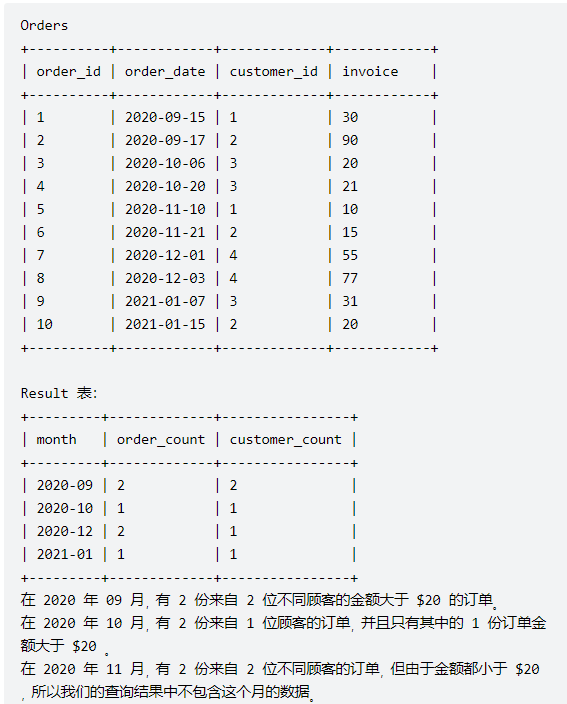 Orders
+----------+------------+-------------+------------+
| order_id | order_date | customer_id | invoice    |
+----------+------------+-------------+------------+
| 1        | 2020-09-15 | 1           | 30         |
| 2        | 2020-09-17 | 2           | 90         |
| 3        | 2020-10-06 | 3           | 20         |
| 4        | 2020-10-20 | 3           | 21         |
| 5        | 2020-11-10 | 1           | 10         |
| 6        | 2020-11-21 | 2           | 15         |
| 7        | 2020-12-01 | 4           | 55         |
| 8        | 2020-12-03 | 4           | 77         |
| 9        | 2021-01-07 | 3           | 31         |
| 10       | 2021-01-15 | 2           | 20         |
+----------+------------+-------------+------------+
Result 表：
+---------+-------------+----------------+
| month   | order_count | customer_count |
+---------+-------------+----------------+
| 2020-09 | 2           | 2              |
| 2020-10 | 1           | 1              |
| 2020-12 | 2           | 1              |
| 2021-01 | 1           | 1              |
+---------+-------------+----------------+
在 2020 年 09 月，有 2 份来自 2 位不同顾客的金额大于 $20 的订单。
在 2020 年 10 月，有 2 份来自 1 位顾客的订单，并且只有其中的 1 份订单金
额大于 $20 。
在 2020 年 11 月，有 2 份来自 2 位不同顾客的订单，但由于金额都小于 $20
，所以我们的查询结果中不包含这个月的数据。